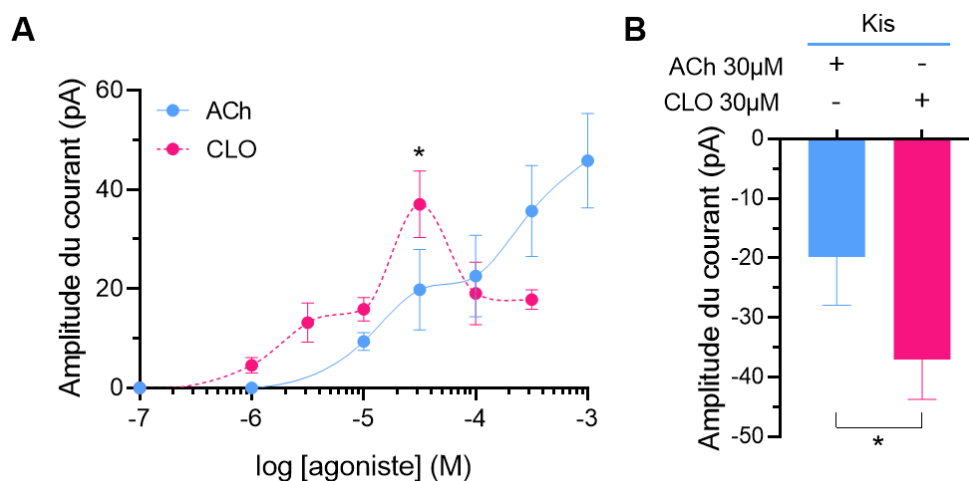 A
Amplitude du courant (pA)
60
40
20
0
ACh
CLO
*
-7
-6
-5
-4
-3
log [agoniste] (M)
B
Kis
ACh 30µM + -
CLO 30µM - +
Amplitude du courant (pA)
0
-10
-20
-30
-40
-50
*